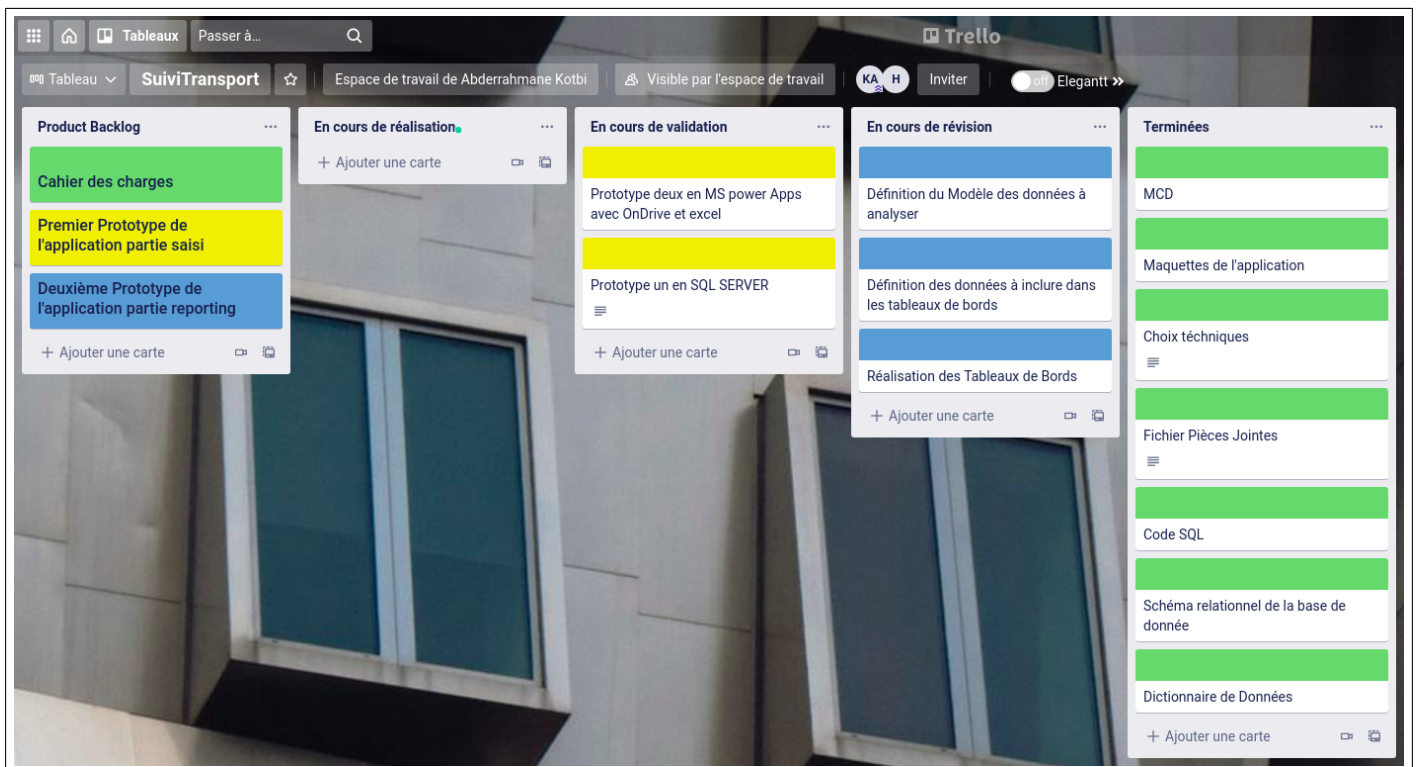 Tableaux
Passer à...
Trello
Tableau
SuiviTransport
Espace de travail de Abderrahmane Kotbi
Visible par l'espace de travail
KA
H
Inviter
off
Elegantt »
Product Backlog
Cahier des charges
Premier Prototype de
l'application partie saisi
Deuxième Prototype de
l'application partie reporting
+ Ajouter une carte
En cours de réalisation
+ Ajouter une carte
En cours de validation
Prototype deux en MS power Apps
avec OnDrive et excel
Prototype un en SQL SERVER
+ Ajouter une carte
En cours de révision
Définition du Modèle des données à
analyser
Définition des données à inclure dans
les tableaux de bords
Réalisation des Tableaux de Bords
+ Ajouter une carte
Terminées
MCD
Maquettes de l'application
Choix téchniques
Fichier Pièces Jointes
Code SQL
Schéma relationnel de la base de
donnée
Dictionnaire de Données
+ Ajouter une carte